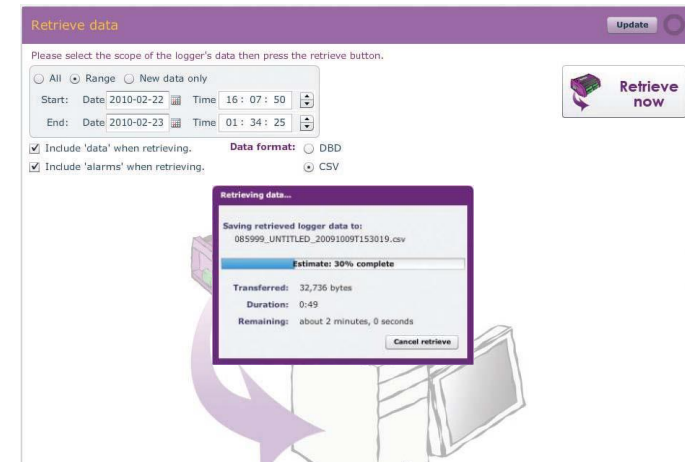 Retrieve data
Update
Please select the scope of the logger's data then press the retrieve button.
All Range New data only
Start: Date 2010-02-22 Time 16 : 07 : 50
End: Date 2010-02-23 Time 01 : 34 : 25
Retrieve
now
Include 'data' when retrieving. Data format: DBD
Include 'alarms' when retrieving. CSV
Retrieving data...
Saving retrieved logger data to:
085999_UNTITLED_20091009T153019.csv
Estimate: 30% complete
Transferred: 32,736 bytes
Duration: 0:49
Remaining: about 2 minutes, 0 seconds
Cancel retrieve